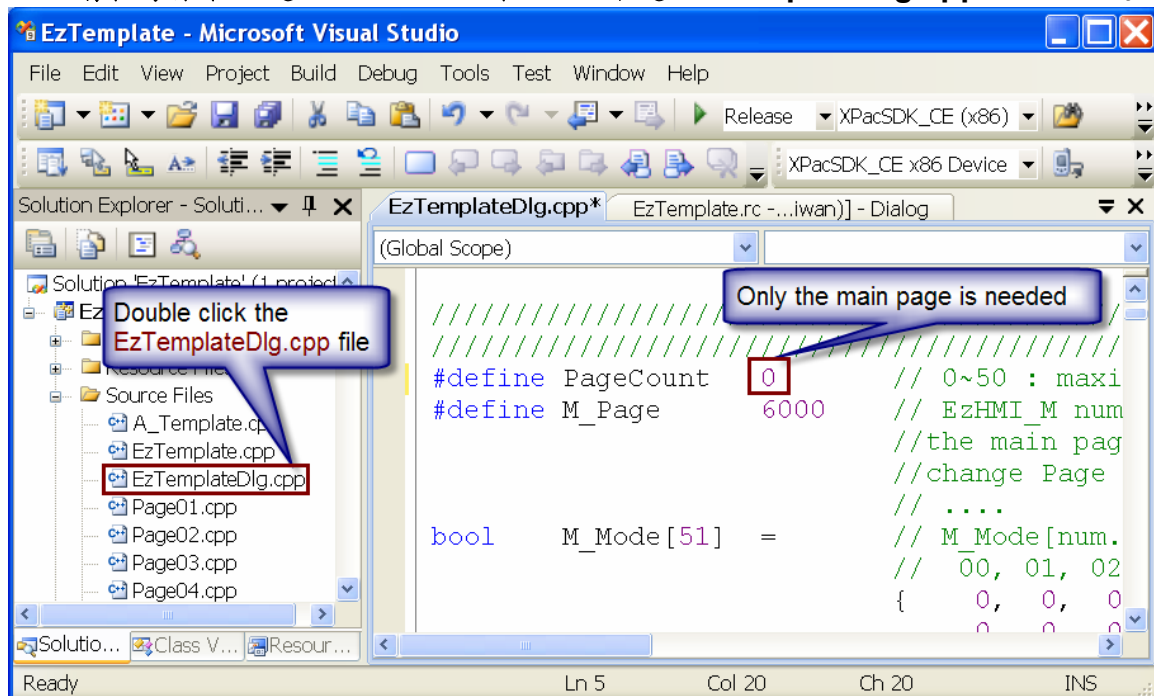 EzTemplate - Microsoft Visual Studio
File Edit View Project Build Debug Tools Test Window Help
Release XPacSDK_CE (x86)
XPacSDK_CE x86 Device
Solution Explorer - Soluti...
EzTemplateDlg.cpp* EzTemplate.rc -...iwan)] - Dialog
(Global Scope)
Solution 'EzTemplate' (1 project
Ez
Double click the
EzTemplateDlg.cpp file
Only the main page is needed
Source Files
A_Template.cpp
EzTemplate.cpp
EzTemplateDlg.cpp
Page01.cpp
Page02.cpp
Page03.cpp
Page04.cpp
////////////////////////////////////
////////////////////////////////////
#define PageCount 0 // 0~50 : maxi
#define M_Page 6000 // EzHMI_M num
//the main pag
//change Page
// ....
bool M_Mode[51] = // M_Mode[num.
// 00, 01, 02
{ 0, 0, 0
0 0 0
Solutio... Class V... Resour...
Ready Ln 5 Col 20 Ch 20 INS